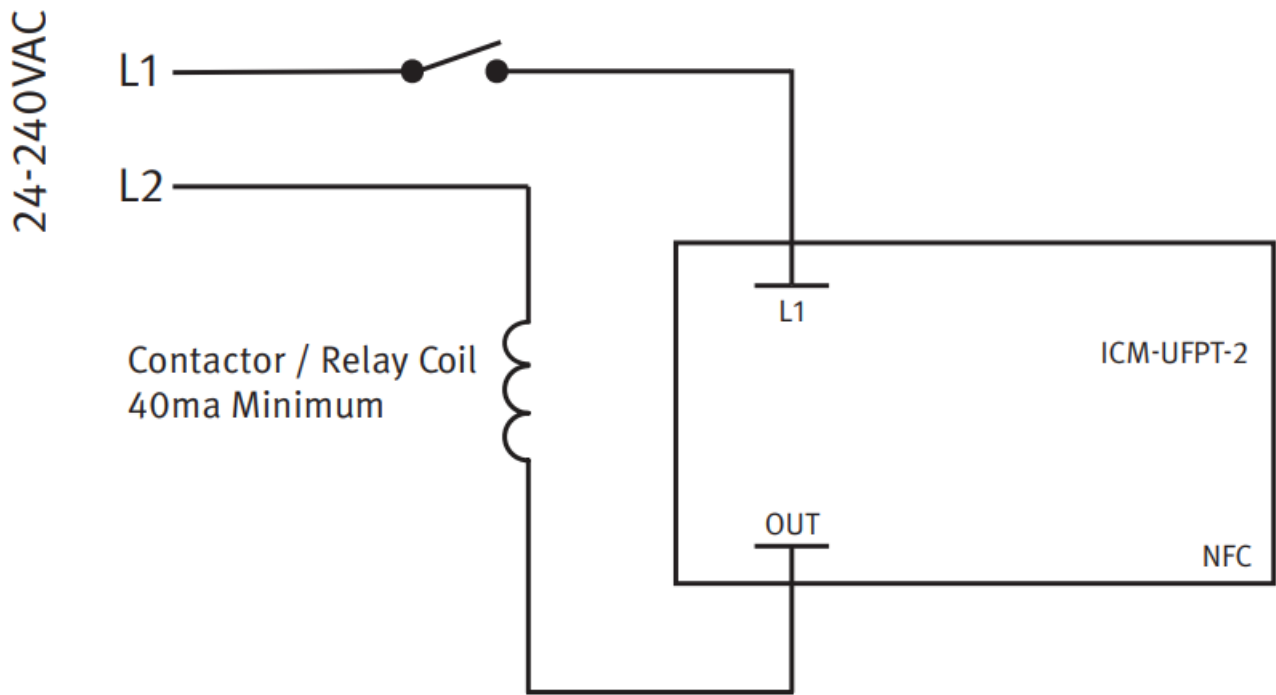 24-240VAC
L1
L2
Contactor / Relay Coil
40ma Minimum
L1
ICM-UFPT-2
OUT
NFC